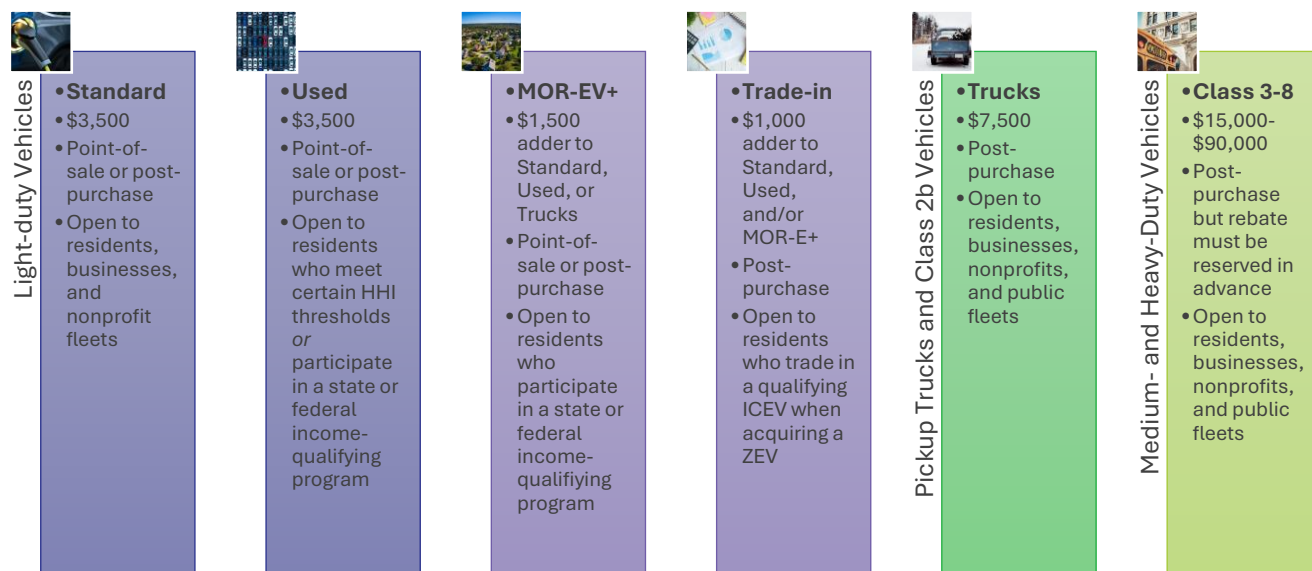 Light-duty Vehicles
•Standard
•$3,500
•Point-of-
sale or post-
purchase
•Open to
residents,
businesses,
and
nonprofit
fleets
•Used
•$3,500
•Point-of-
sale or post-
purchase
•Open to
residents
who meet
certain HHI
thresholds
or
participate
in a state or
federal
income-
qualifying
program
•MOR-EV+
•$1,500
adder to
Standard,
Used, or
Trucks
•Point-of-
sale or post-
purchase
•Open to
residents
who
participate
in a state or
federal
income-
qualifiying
program
•Trade-in
•$1,000
adder to
Standard,
Used,
and/or
MOR-E+
•Post-
purchase
•Open to
residents
who trade in
a qualifying
ICEV when
acquiring a
ZEV
Pickup Trucks and Class 2b Vehicles
•Trucks
•$7,500
•Post-
purchase
•Open to
residents,
businesses,
nonprofits,
and public
fleets
Medium- and Heavy-Duty Vehicles
•Class 3-8
•$15,000-
$90,000
•Post-
purchase
but rebate
must be
reserved in
advance
•Open to
residents,
businesses,
nonprofits,
and public
fleets